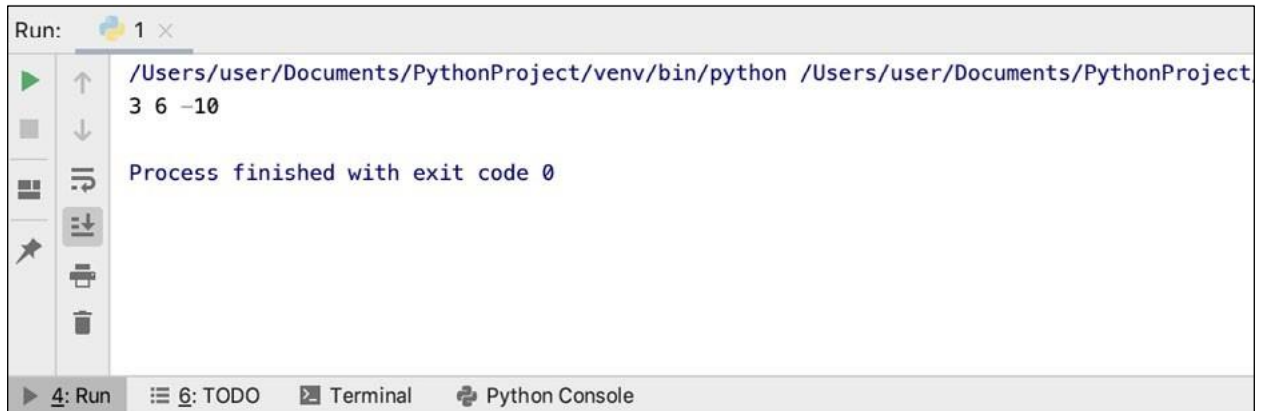 Run: 1 ×
/Users/user/Documents/PythonProject/venv/bin/python /Users/user/Documents/PythonProject/
3 6 -10
Process finished with exit code 0
4: Run 6: TODO Terminal Python Console